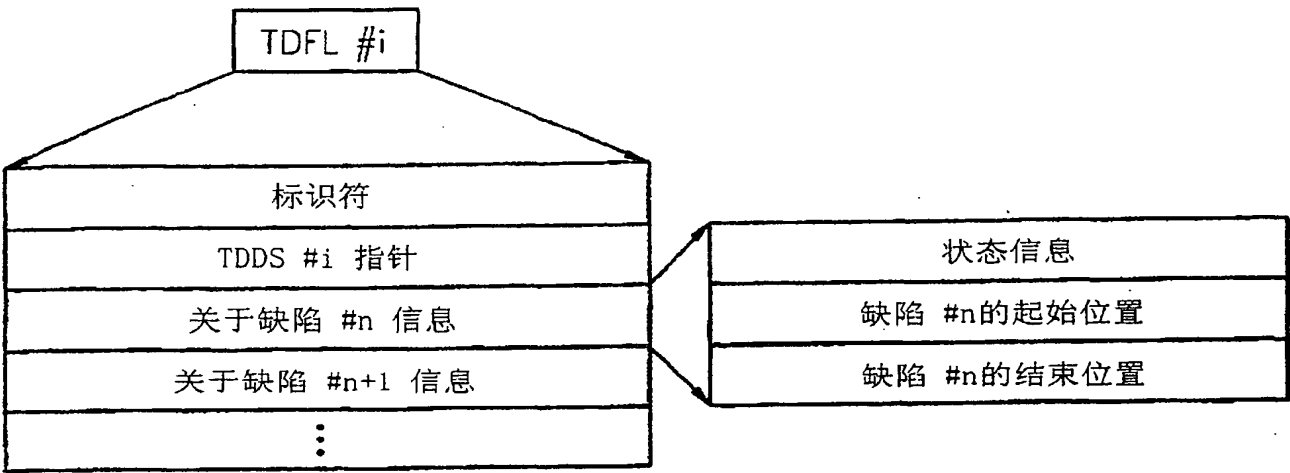 TDFL #i
标识符
TDDS #i 指针
关于缺陷 #n 信息
关于缺陷 #n+1 信息
⋮
状态信息
缺陷 #n的起始位置
缺陷 #n的结束位置